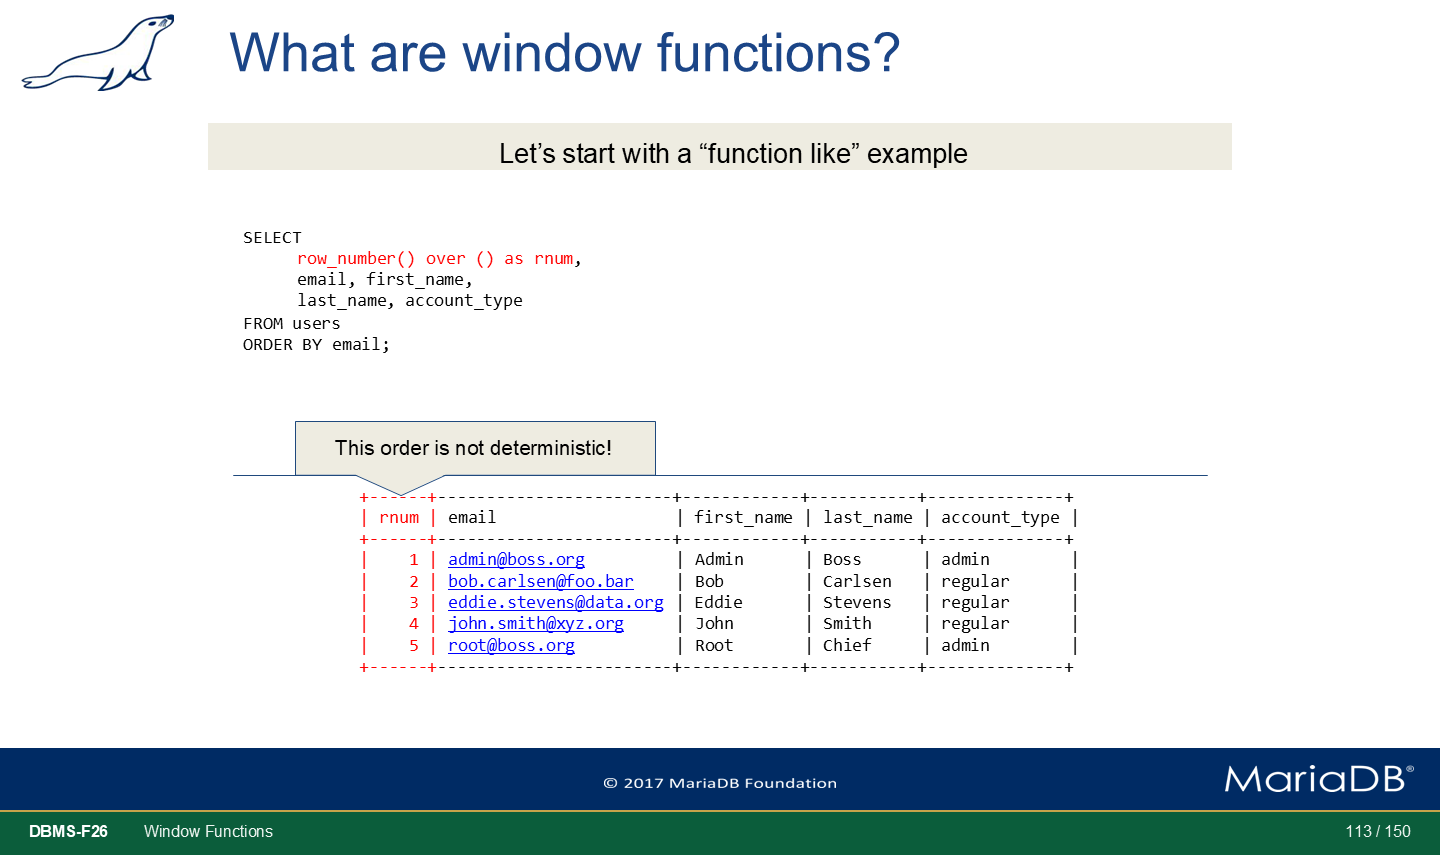 What are window functions?
Let’s start with a “function like” example
SELECT
row_number() over () as rnum,
email, first_name,
last_name, account_type
FROM users
ORDER BY email;
This order is not deterministic!
+------+------------------------+------------+-----------+--------------+
| rnum | email                  | first_name | last_name | account_type |
+------+------------------------+------------+-----------+--------------+
|    1 | admin@boss.org         | Admin      | Boss      | admin        |
|    2 | bob.carlsen@foo.bar    | Bob        | Carlsen   | regular      |
|    3 | eddie.stevens@data.org | Eddie      | Stevens   | regular      |
|    4 | john.smith@xyz.org     | John       | Smith     | regular      |
|    5 | root@boss.org          | Root       | Chief     | admin        |
+------+------------------------+------------+-----------+--------------+
© 2017 MariaDB Foundation
MariaDB®
DBMS-F26 Window Functions 113 / 150